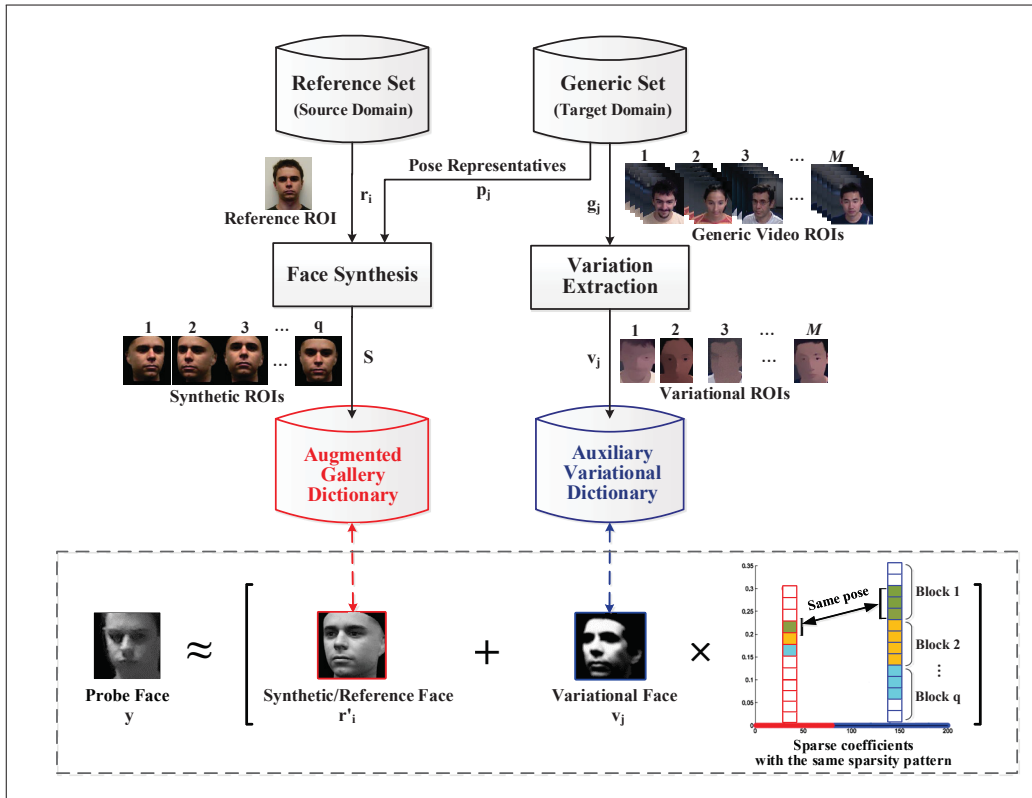 Reference Set
(Source Domain)
Generic Set
(Target Domain)
Pose Representatives
p_j
r_i
Reference ROI
g_j
1 2 3 ... M
...
Generic Video ROIs
Face Synthesis
Variation
Extraction
1 2 3 ... q
...
Synthetic ROIs
S
v_j
1 2 3 ... M
...
Variational ROIs
Augmented
Gallery
Dictionary
Auxiliary
Variational
Dictionary
Probe Face
y
≈
Synthetic/Reference Face
r'_i
+
Variational Face
v_j
×
0.35
0.3
0.25
0.2
0.15
0.1
0.05
0
0 50 100 150 200
Same pose
Block 1
Block 2
⋮
Block q
Sparse coefficients
with the same sparsity pattern